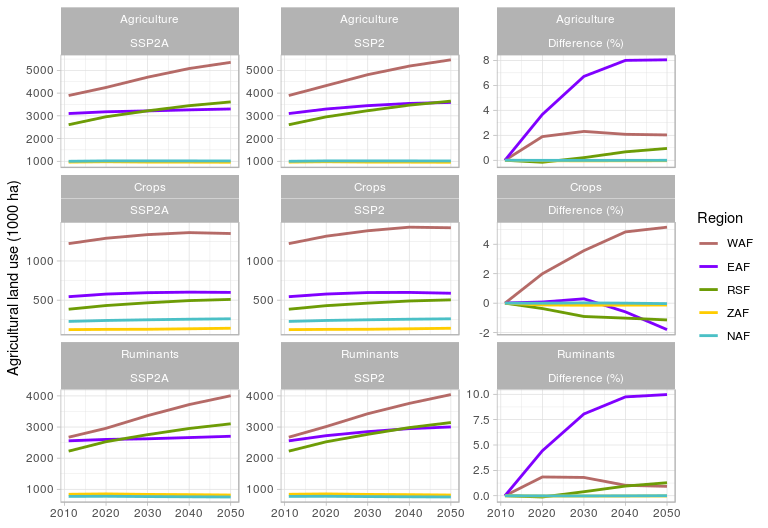 Agriculture Agriculture Agriculture
SSP2A SSP2 Difference (%)
5000 5000 8
4000 4000 6
3000 3000 4
2000 2000 2
1000 1000 0
Crops Crops Crops
SSP2A SSP2 Difference (%)
1000 1000 4
500 500 2
0
-2
Ruminants Ruminants Ruminants
SSP2A SSP2 Difference (%)
4000 4000 10.0
3000 3000 7.5
2000 2000 5.0
1000 1000 2.5
0.0
2010 2020 2030 2040 2050 2010 2020 2030 2040 2050 2010 2020 2030 2040 2050
Agricultural land use (1000 ha)
Region
WAF
EAF
RSF
ZAF
NAF